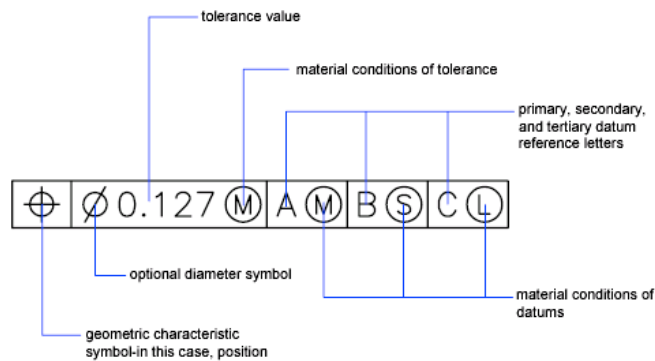 tolerance value
material conditions of tolerance
primary, secondary,
and tertiary datum
reference letters
⌖ Ø 0.127 Ⓜ A Ⓜ B Ⓢ C Ⓛ
optional diameter symbol
material conditions of
datums
geometric characteristic
symbol-in this case, position